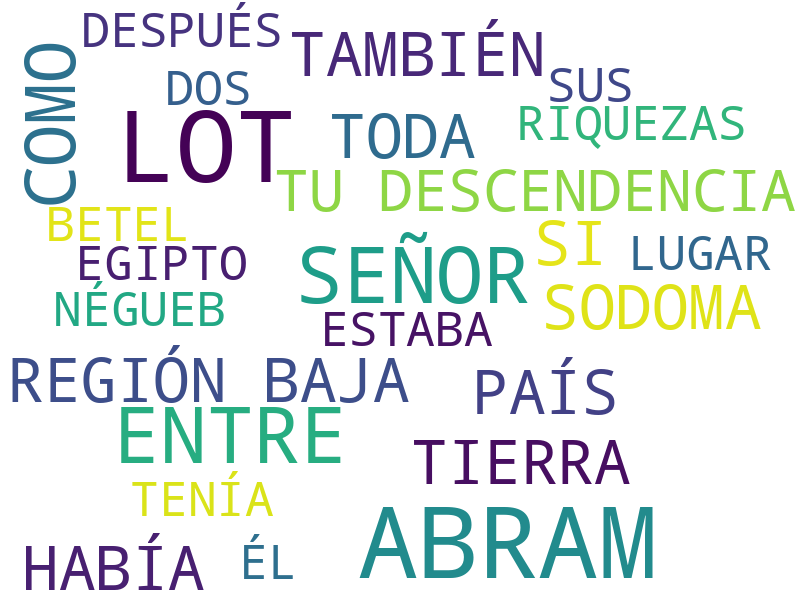 DESPUÉS
TAMBIÉN
COMO
DOS
SUS
LOT
TODA
RIQUEZAS
TU DESCENDENCIA
BETEL
EGIPTO
SEÑOR
SI
LUGAR
NÉGUEB
ESTABA
SODOMA
REGIÓN BAJA
PAÍS
ENTRE
TIERRA
TENÍA
ABRAM
HABÍA
ÉL